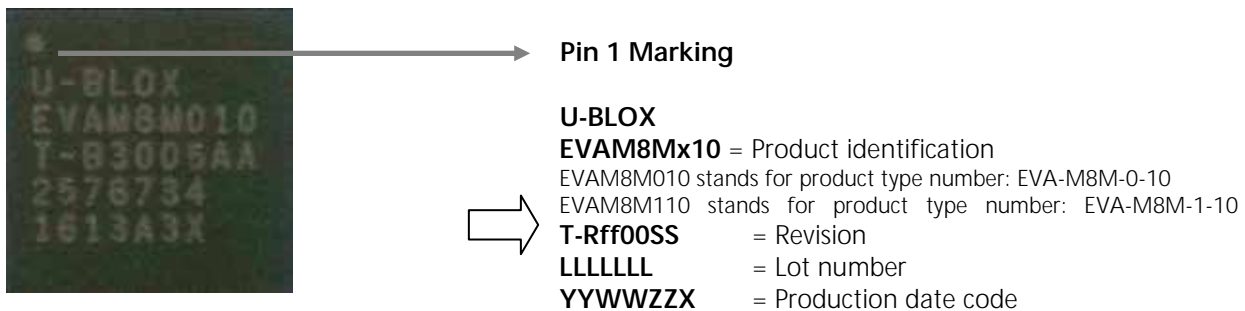 Pin 1 Marking
U-BLOX
EVAM8M010
T-B3005AA
2576734
1613A3X
U-BLOX
EVAM8Mx10 = Product identification
EVAM8M010 stands for product type number: EVA-M8M-0-10
EVAM8M110 stands for product type number: EVA-M8M-1-10
T-Rff00SS = Revision
LLLLLLL = Lot number
YYWWZZX = Production date code